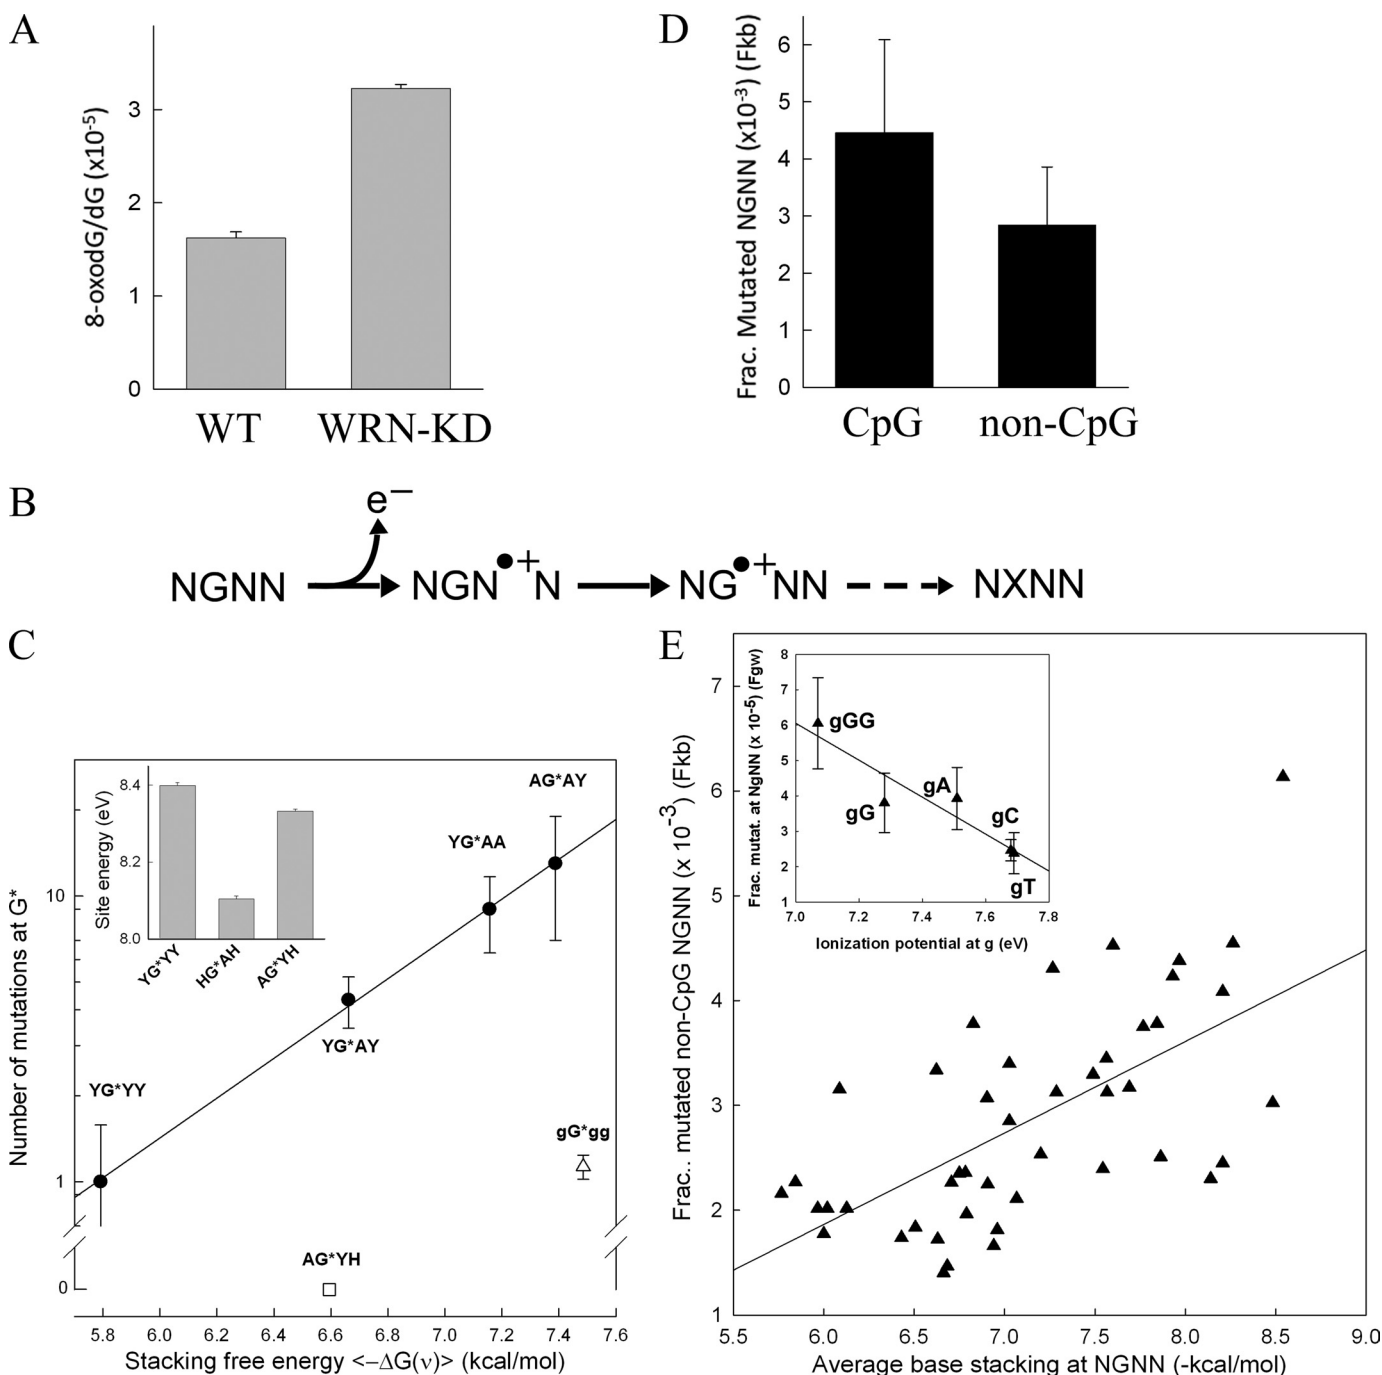 A
8-oxodG/dG (x10-5)
3
2
1
0
WT WRN-KD
D
Frac. Mutated NGNN (x10-3) (Fkb)
6
5
4
3
2
1
0
CpG non-CpG
B
e−
NGNN NGN•+N NG•+NN NXNN
C
Number of mutations at G*
10
1
0
Site energy (eV)
8.4
8.2
8.0
YG*YY HG*AH AG*YH
AG*AY
YG*AA
YG*AY
YG*YY
gG*gg
AG*YH
5.8 6.0 6.2 6.4 6.6 6.8 7.0 7.2 7.4 7.6
Stacking free energy <−ΔG(v)> (kcal/mol)
E
Frac.. mutated non-CpG NGNN (x 10-3) (Fkb)
7
6
5
4
3
2
1
Frac. mutat. at NgNN (x 10-5) (Fgw)
8
7
6
5
4
3
2
1
gGG
gG
gA
gC
gT
7.0 7.2 7.4 7.6 7.8
Ionization potential at g (eV)
5.5 6.0 6.5 7.0 7.5 8.0 8.5 9.0
Average base stacking at NGNN (-kcal/mol)